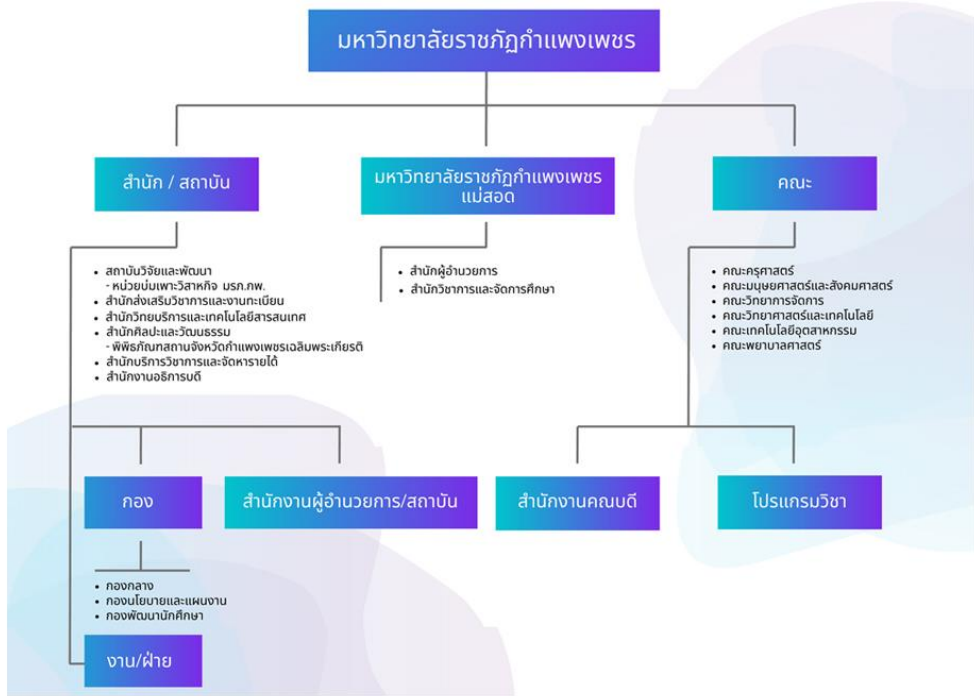 มหาวิทยาลัยราชภัฏกำแพงเพชร
สำนัก / สถาบัน
มหาวิทยาลัยราชภัฏกำแพงเพชร
แม่สอด
คณะ
• สถาบันวิจัยและพัฒนา
- หน่วยบ่มเพาะวิสาหกิจ มรภ.กพ.
• สำนักส่งเสริมวิชาการและงานทะเบียน
• สำนักวิทยบริการและเทคโนโลยีสารสนเทศ
• สำนักศิลปะและวัฒนธรรม
- พิพิธภัณฑสถานจังหวัดกำแพงเพชรเฉลิมพระเกียรติ
• สำนักบริการวิชาการและจัดหารายได้
• สำนักงานอธิการบดี
• สำนักผู้อำนวยการ
• สำนักวิชาการและจัดการศึกษา
• คณะครุศาสตร์
• คณะมนุษยศาสตร์และสังคมศาสตร์
• คณะวิทยาการจัดการ
• คณะวิทยาศาสตร์และเทคโนโลยี
• คณะเทคโนโลยีอุตสาหกรรม
• คณะพยาบาลศาสตร์
กอง
สำนักงานผู้อำนวยการ/สถาบัน
สำนักงานคณบดี
โปรแกรมวิชา
• กองกลาง
• กองนโยบายและแผนงาน
• กองพัฒนานักศึกษา
งาน/ฝ่าย